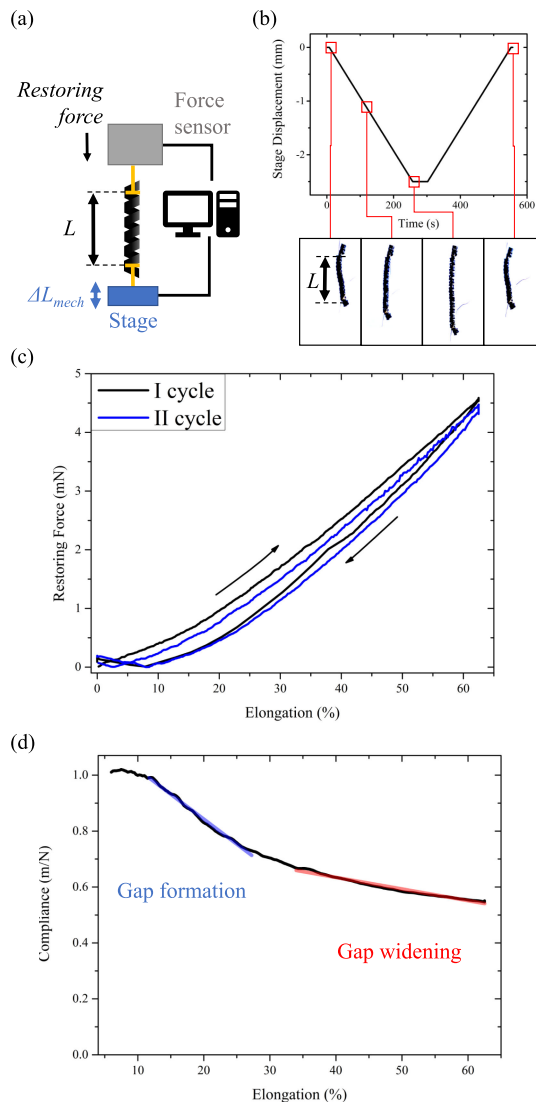 (a)
Restoring
force
Force
sensor
L
ΔLmech
Stage
(b)
Stage Displacement (mm)
0
-1
-2
0
200
400
600
Time (s)
L
(c)
Restoring Force (mN)
5
4
3
2
1
0
I cycle
II cycle
0
10
20
30
40
50
60
Elongation (%)
(d)
Compliance (m/N)
1.0
0.8
0.6
0.4
0.2
0.0
Gap formation
Gap widening
10
20
30
40
50
60
Elongation (%)